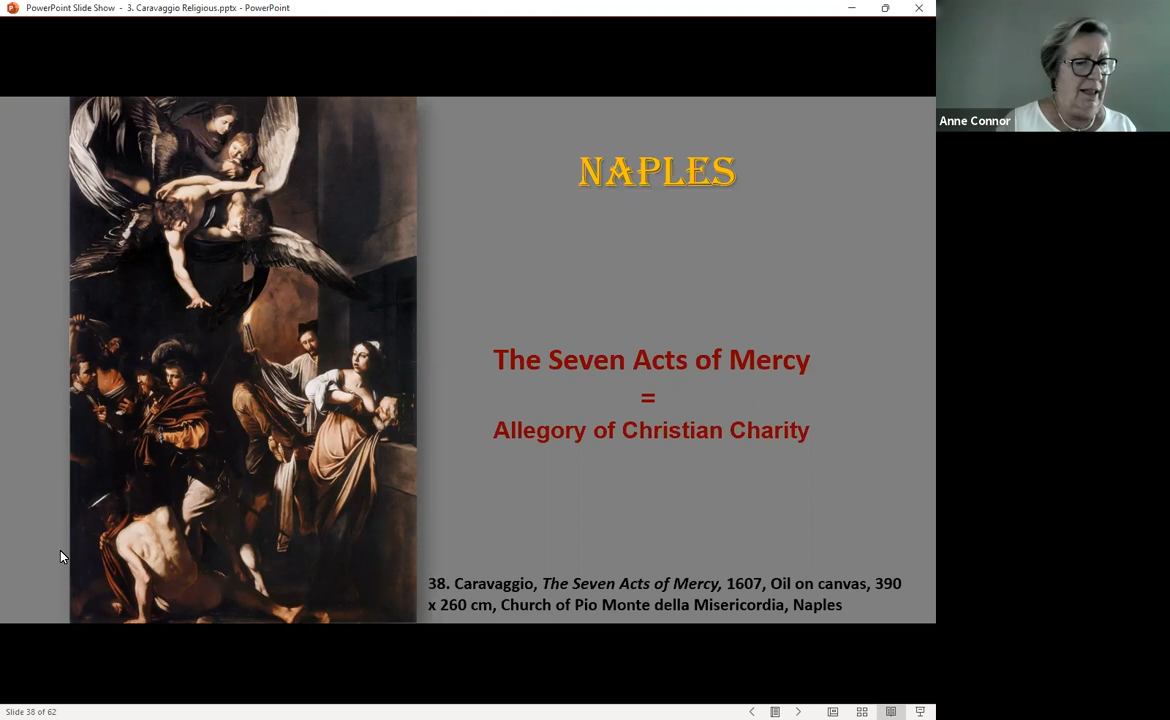 PowerPoint Slide Show - 3. Caravaggio Religious.pptx - PowerPoint
Anne Connor
NAPLES
The Seven Acts of Mercy
=
Allegory of Christian Charity
38. Caravaggio, The Seven Acts of Mercy, 1607, Oil on canvas, 390
x 260 cm, Church of Pio Monte della Misericordia, Naples
Slide 38 of 62